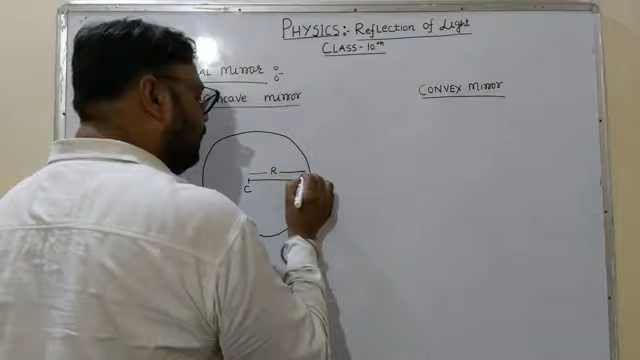 PHYSICS:- Reflection of Light
CLASS-10th
mirror :-
mirror
CONVEX mirror
R
C